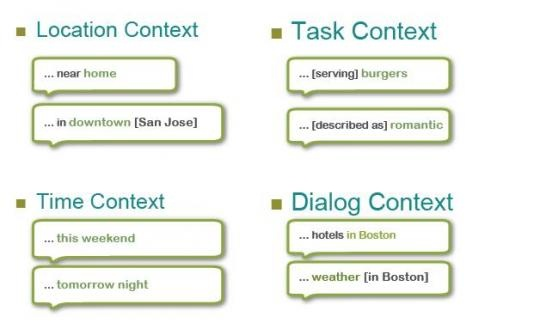 Location Context
... near home
... in downtown [San Jose]
Task Context
... [serving] burgers
... [described as] romantic
Time Context
... this weekend
... tomorrow night
Dialog Context
... hotels in Boston
... weather [in Boston]